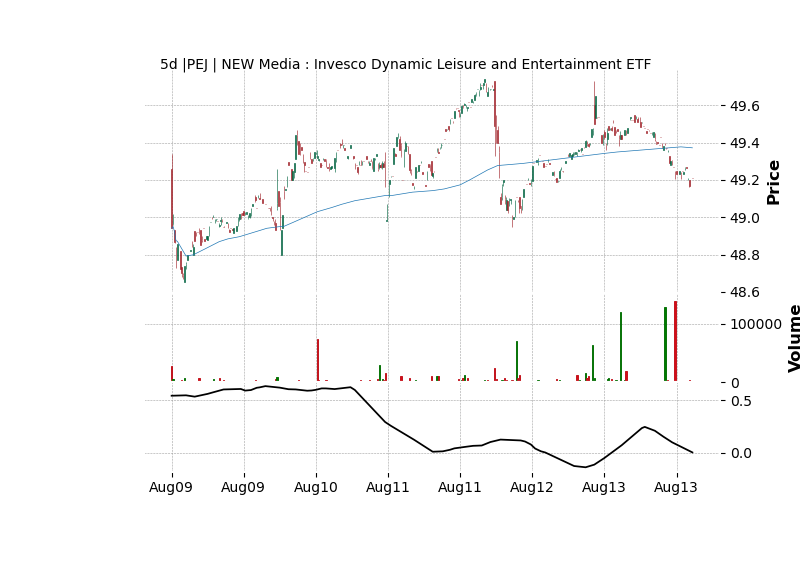 5d |PEJ | NEW Media : Invesco Dynamic Leisure and Entertainment ETF
49.6
49.4
49.2
49.0
48.8
48.6
Price
100000
0
Volume
0.5
0.0
Aug09 Aug09 Aug10 Aug11 Aug11 Aug12 Aug13 Aug13